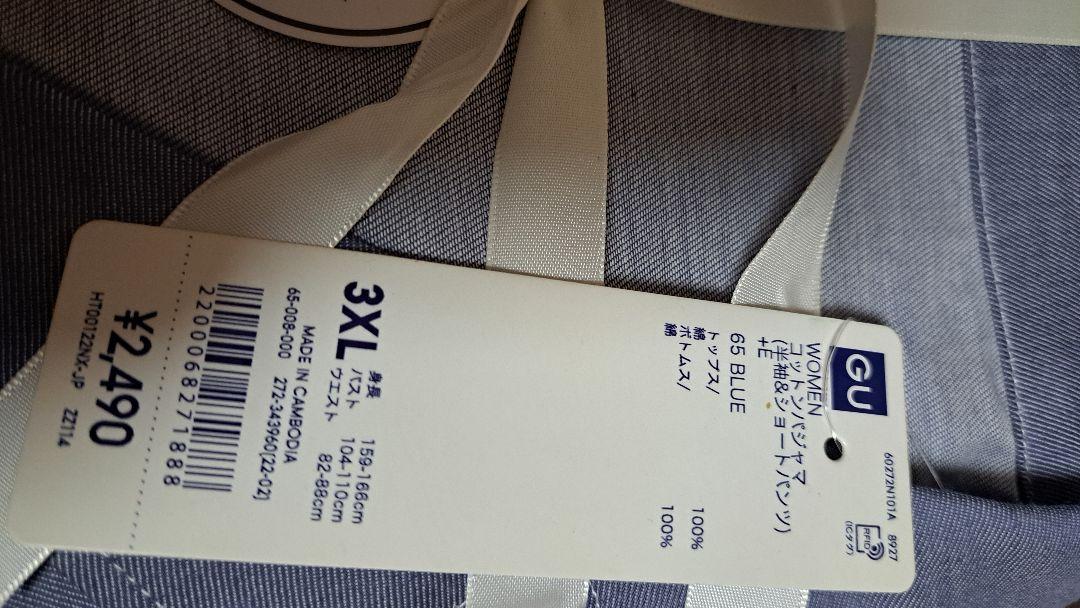 GU
60272N101A 8927
RFID
(ICタグ)
WOMEN
コットンパジャマ
(半袖&ショートパンツ)
+E
65 BLUE
トップス/
綿 100%
ボトムス/
綿 100%
3XL
身長 159-166cm
バスト 104-110cm
ウエスト 82-88cm
MADE IN CAMBODIA
65-008-000 272-343960(22-02)
2200068271888
¥2,490
HT00122NX-JP ZZ114